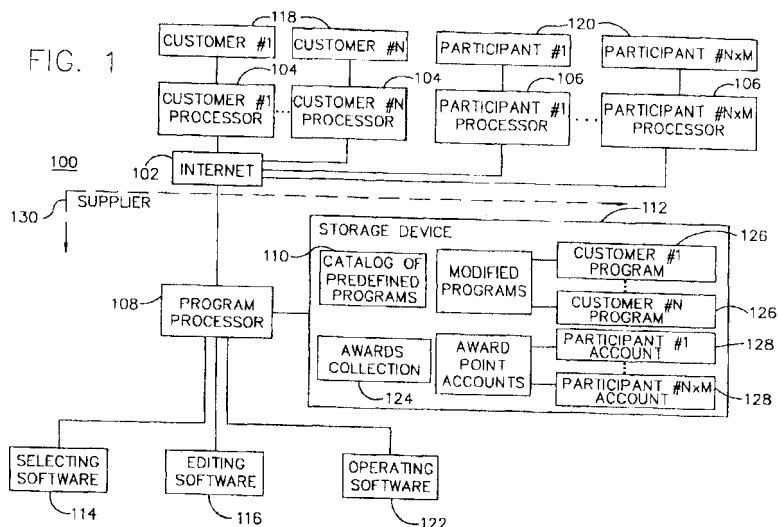 FIG. 1
118
120
CUSTOMER #1
CUSTOMER #N
PARTICIPANT #1
PARTICIPANT #NxM
104
104
106
106
CUSTOMER #1
PROCESSOR
CUSTOMER #N
PROCESSOR
PARTICIPANT #1
PROCESSOR
PARTICIPANT #NxM
PROCESSOR
102
INTERNET
100
130
SUPPLIER
112
STORAGE DEVICE
110
126
CATALOG OF
PREDEFINED
PROGRAMS
MODIFIED
PROGRAMS
CUSTOMER #1
PROGRAM
CUSTOMER #N
PROGRAM
126
108
PROGRAM
PROCESSOR
AWARDS
COLLECTION
124
AWARD
POINT
ACCOUNTS
PARTICIPANT #1
ACCOUNT
128
PARTICIPANT #NxM
ACCOUNT
128
SELECTING
SOFTWARE
114
EDITING
SOFTWARE
116
OPERATING
SOFTWARE
122